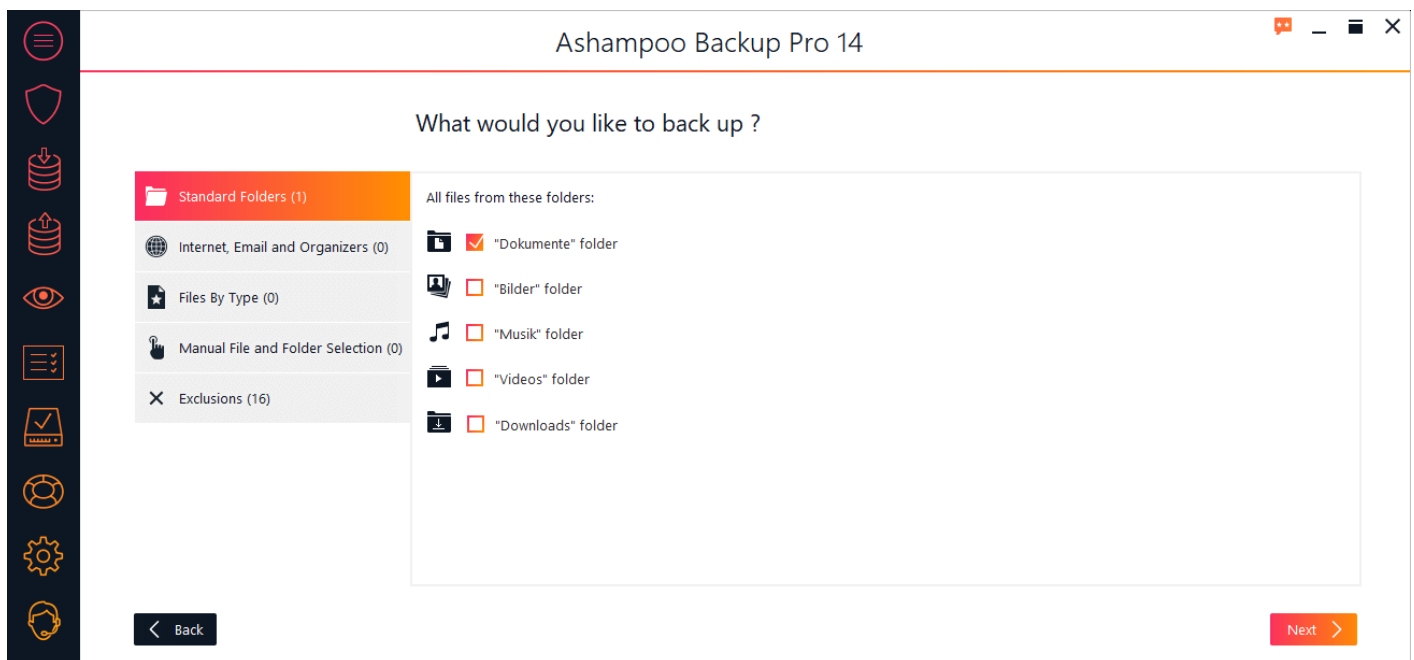 Ashampoo Backup Pro 14
What would you like to back up ?
Standard Folders (1)
Internet, Email and Organizers (0)
Files By Type (0)
Manual File and Folder Selection (0)
Exclusions (16)
All files from these folders:
"Dokumente" folder
"Bilder" folder
"Musik" folder
"Videos" folder
"Downloads" folder
Back
Next